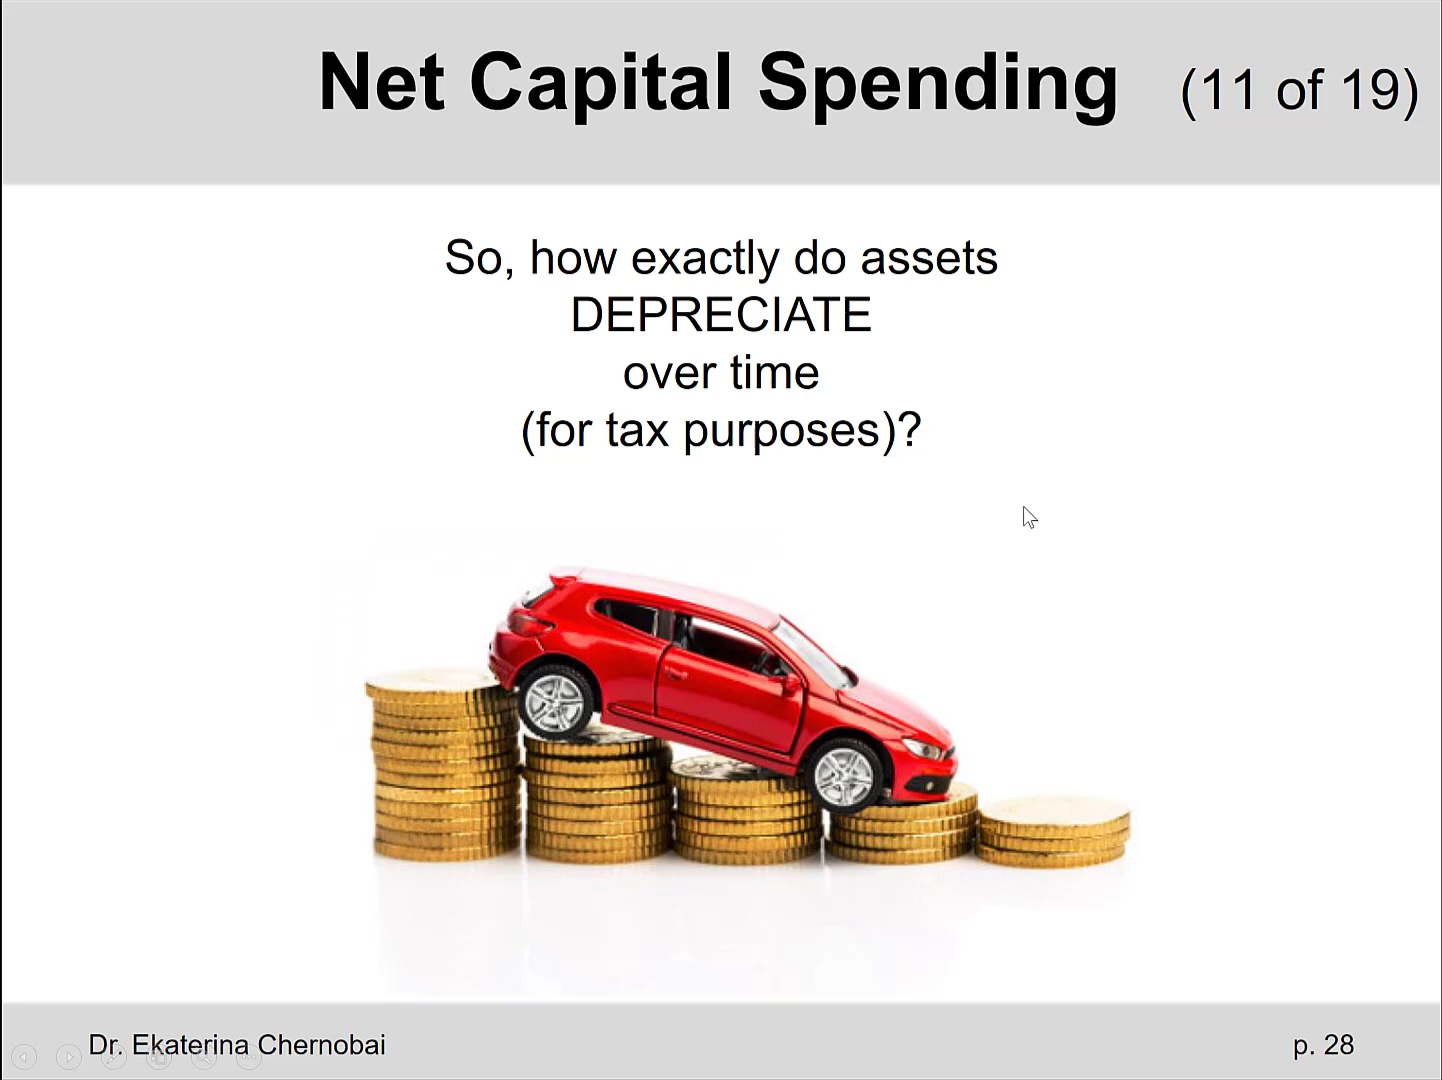 Net Capital Spending (11 of 19)
So, how exactly do assets
DEPRECIATE
over time
(for tax purposes)?
Dr. Ekaterina Chernobai
p. 28